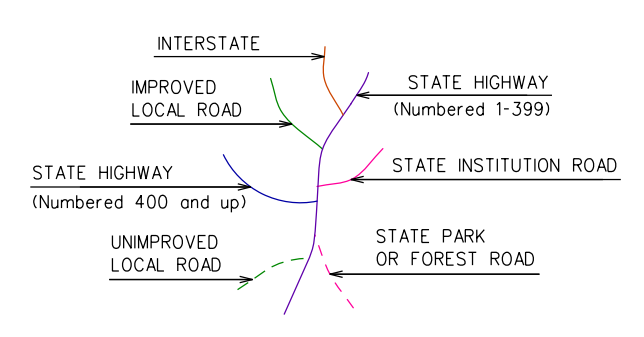 INTERSTATE
IMPROVED
LOCAL ROAD
STATE HIGHWAY
(Numbered 1-399)
STATE HIGHWAY
(Numbered 400 and up)
STATE INSTITUTION ROAD
UNIMPROVED
LOCAL ROAD
STATE PARK
OR FOREST ROAD